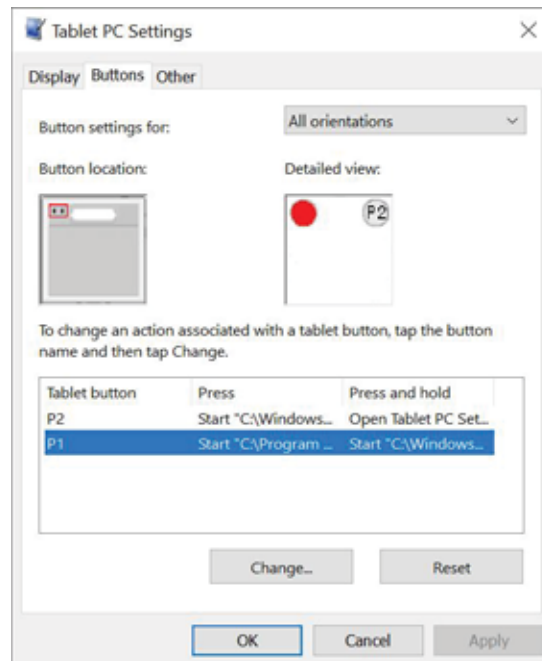 Tablet PC Settings
Display Buttons Other
Button settings for: All orientations
Button location: Detailed view:
P2
To change an action associated with a tablet button, tap the button
name and then tap Change.
Tablet button Press Press and hold
P2 Start "C:\Windows... Open Tablet PC Set...
P1 Start "C:\Program ... Start "C:\Windows...
Change... Reset
OK Cancel Apply